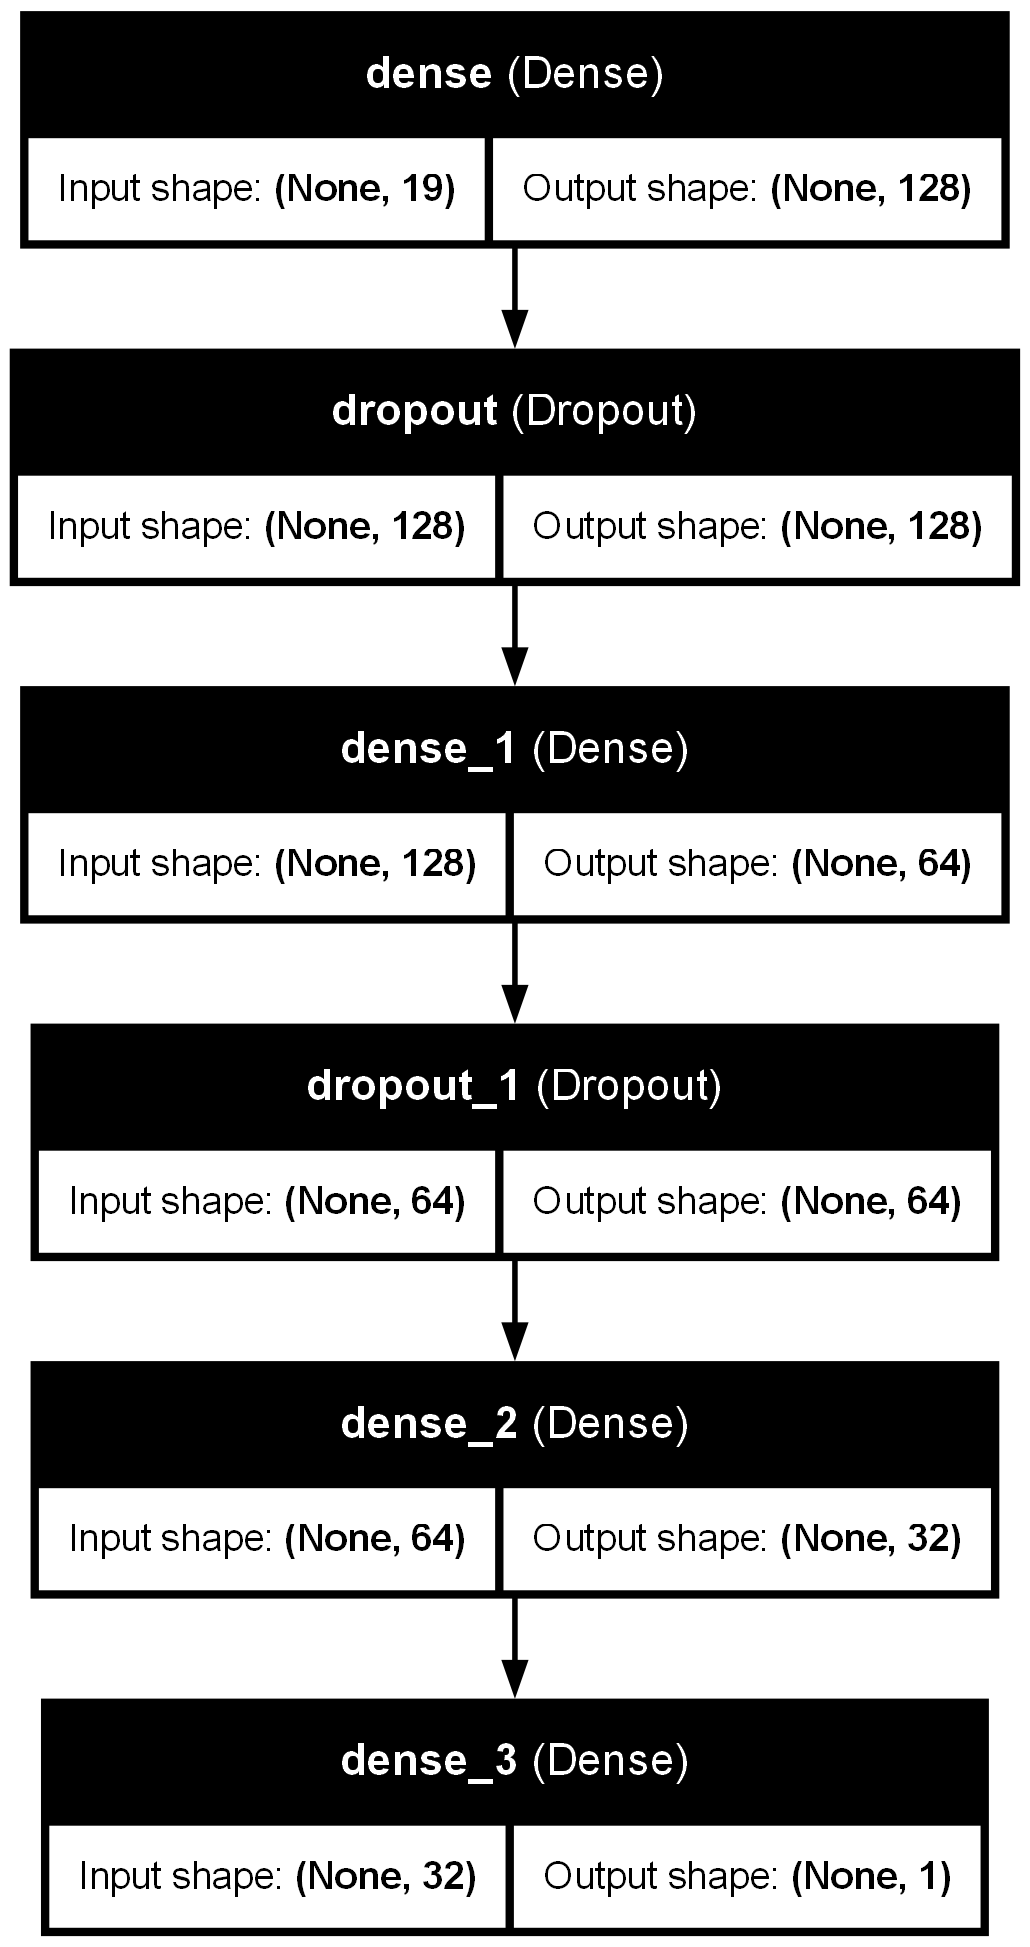 dense (Dense)
Input shape: (None, 19) Output shape: (None, 128)
dropout (Dropout)
Input shape: (None, 128) Output shape: (None, 128)
dense_1 (Dense)
Input shape: (None, 128) Output shape: (None, 64)
dropout_1 (Dropout)
Input shape: (None, 64) Output shape: (None, 64)
dense_2 (Dense)
Input shape: (None, 64) Output shape: (None, 32)
dense_3 (Dense)
Input shape: (None, 32) Output shape: (None, 1)